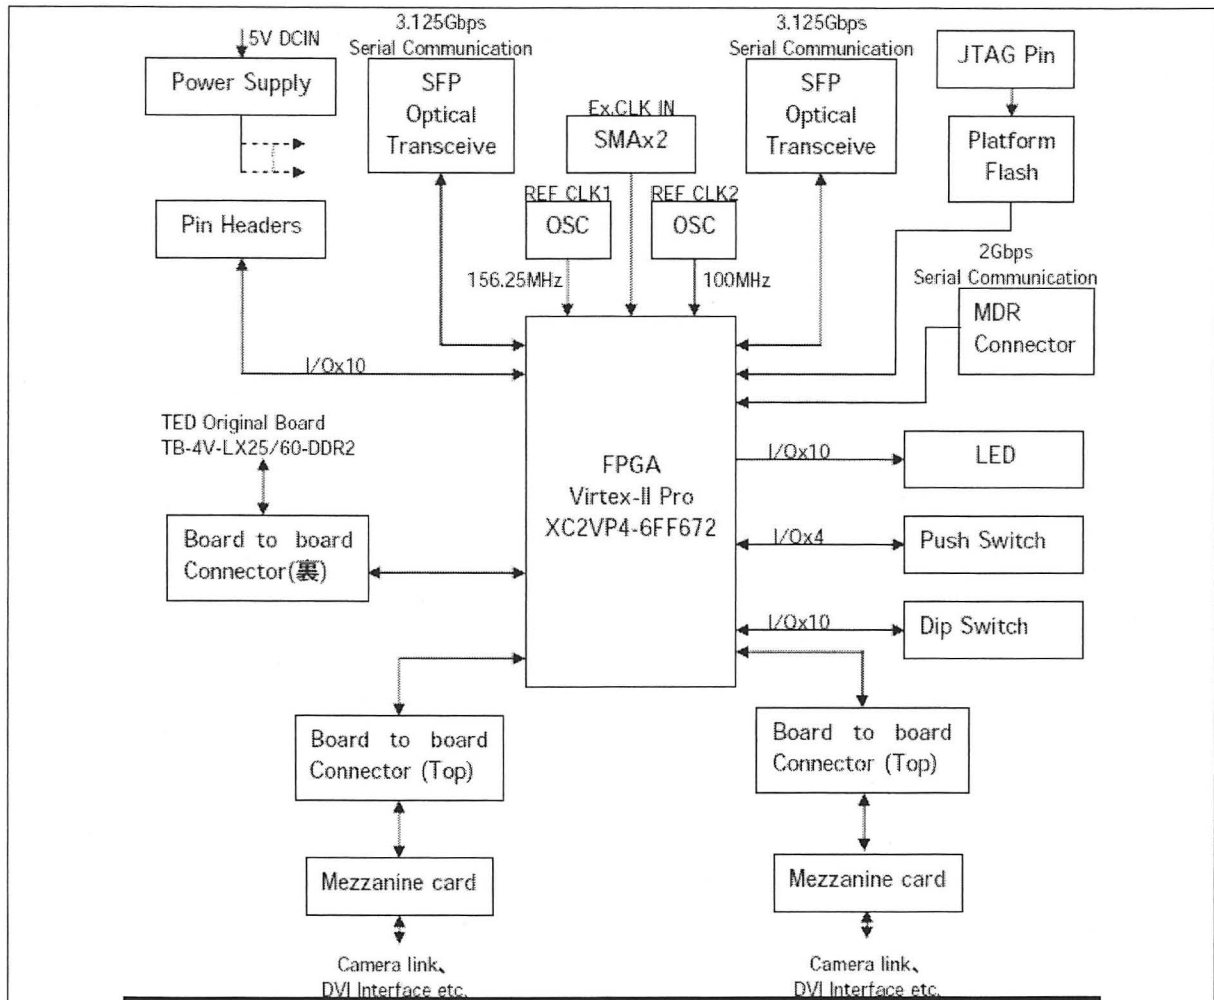 5V DCIN
Power Supply
3.125Gbps
Serial Communication
SFP
Optical
Transceive
Ex.CLK IN
SMAx2
3.125Gbps
Serial Communication
SFP
Optical
Transceive
JTAG Pin
Platform
Flash
Pin Headers
REF CLK1
OSC
REF CLK2
OSC
156.25MHz
100MHz
2Gbps
Serial Communication
MDR
Connector
I/Ox10
TED Original Board
TB-4V-LX25/60-DDR2
FPGA
Virtex-II Pro
XC2VP4-6FF672
I/Ox10
LED
Board to board
Connector(裏)
I/Ox4
Push Switch
I/Ox10
Dip Switch
Board to board
Connector (Top)
Board to board
Connector (Top)
Mezzanine card
Mezzanine card
Camera link、
DVI Interface etc.
Camera link、
DVI Interface etc.